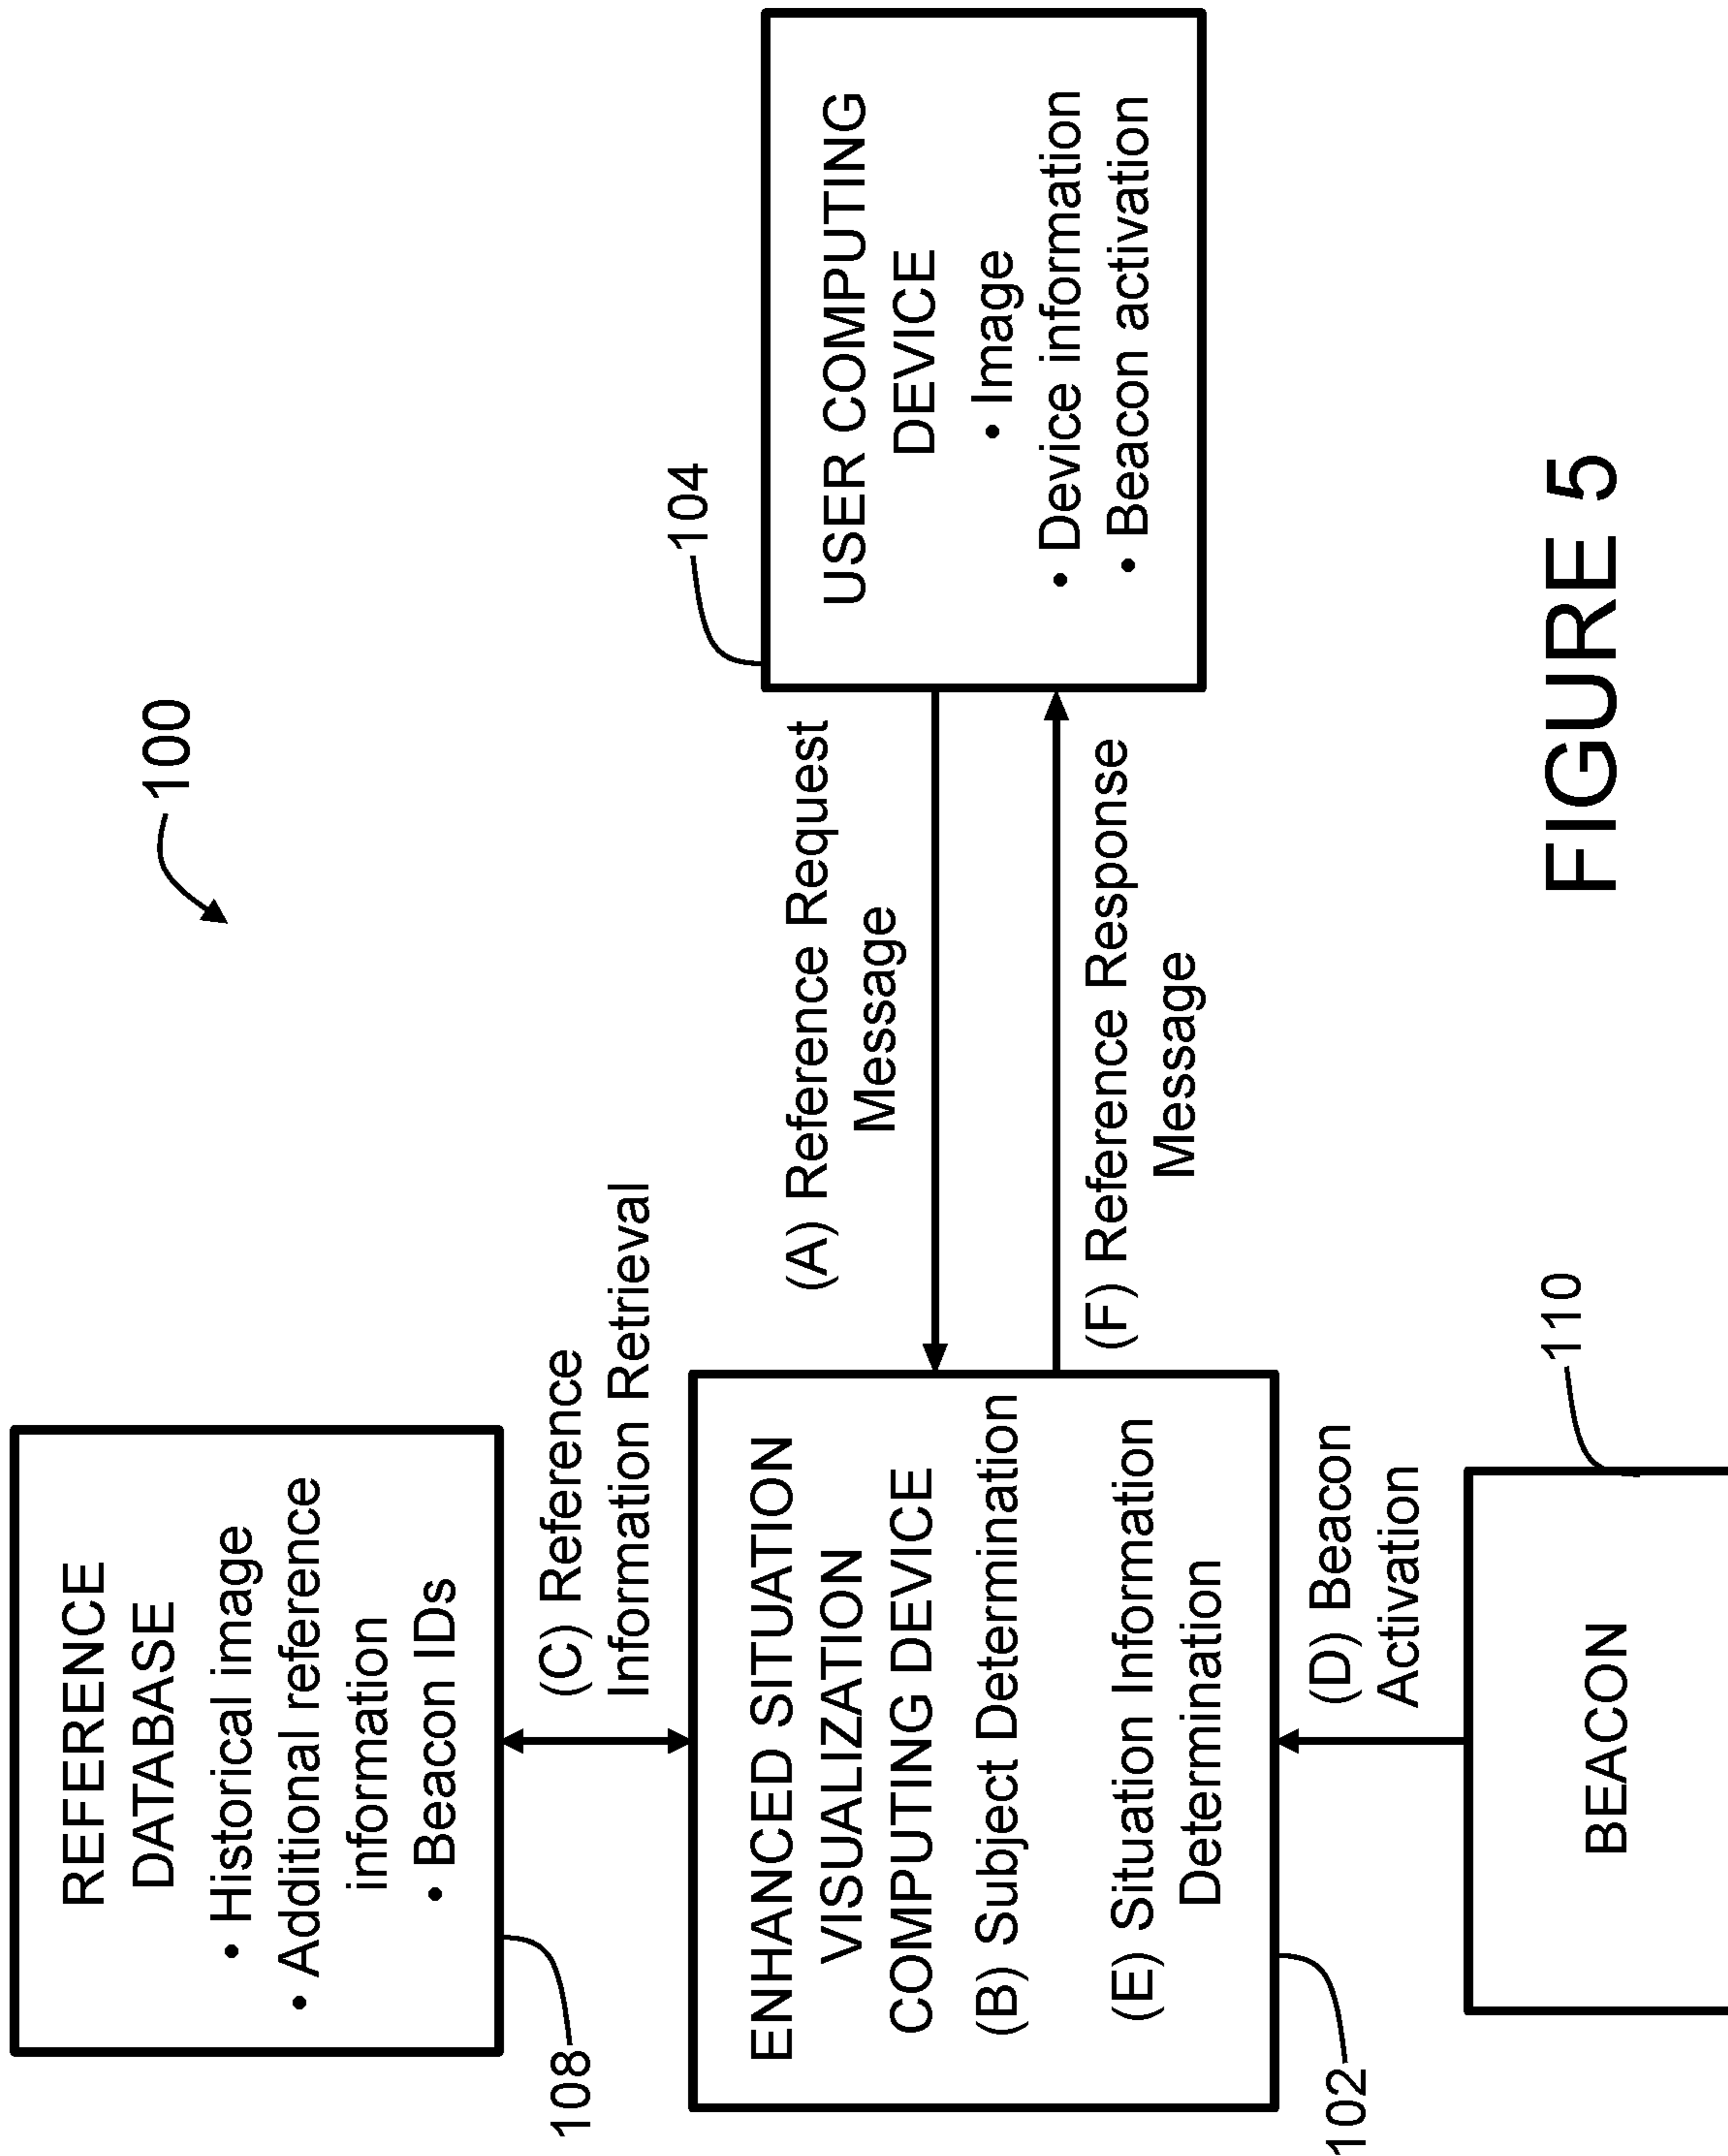 100
REFERENCE
DATABASE
• Historical image
• Additional reference
information
• Beacon IDs
108
(C) Reference
Information Retrieval
ENHANCED SITUATION
VISUALIZATION
COMPUTING DEVICE
(B) Subject Determination
(E) Situation Information
Determination
102
(A) Reference Request
Message
(F) Reference Response
Message
104
USER COMPUTING
DEVICE
• Image
• Device information
• Beacon activation
(D) Beacon
Activation
110
BEACON
FIGURE 5